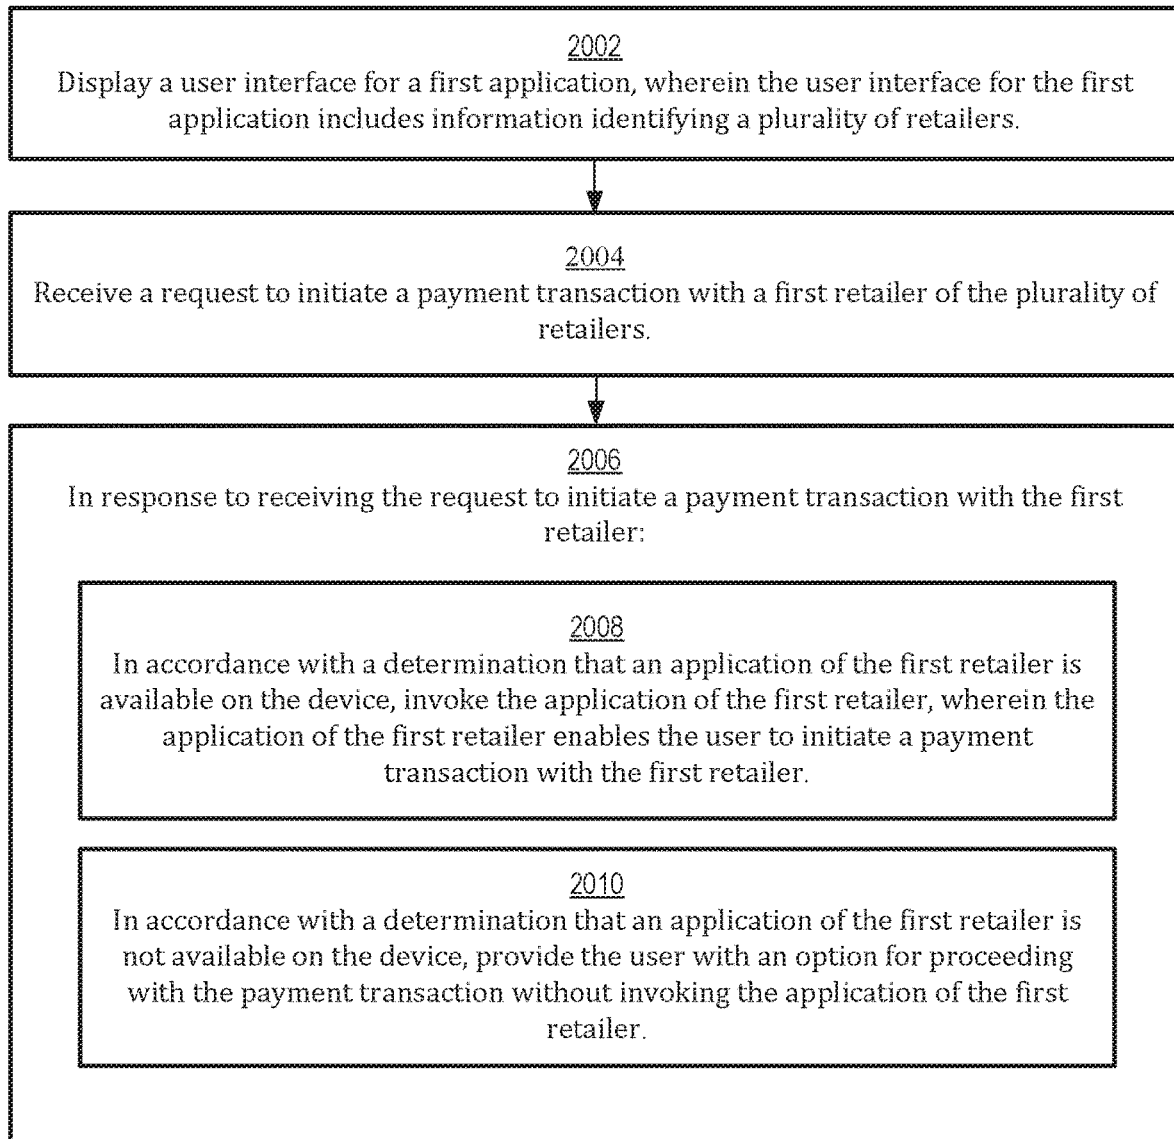 2002
Display a user interface for a first application, wherein the user interface for the first
application includes information identifying a plurality of retailers.
2004
Receive a request to initiate a payment transaction with a first retailer of the plurality of
retailers.
2006
In response to receiving the request to initiate a payment transaction with the first
retailer:
2008
In accordance with a determination that an application of the first retailer is
available on the device, invoke the application of the first retailer, wherein the
application of the first retailer enables the user to initiate a payment
transaction with the first retailer.
2010
In accordance with a determination that an application of the first retailer is
not available on the device, provide the user with an option for proceeding
with the payment transaction without invoking the application of the first
retailer.